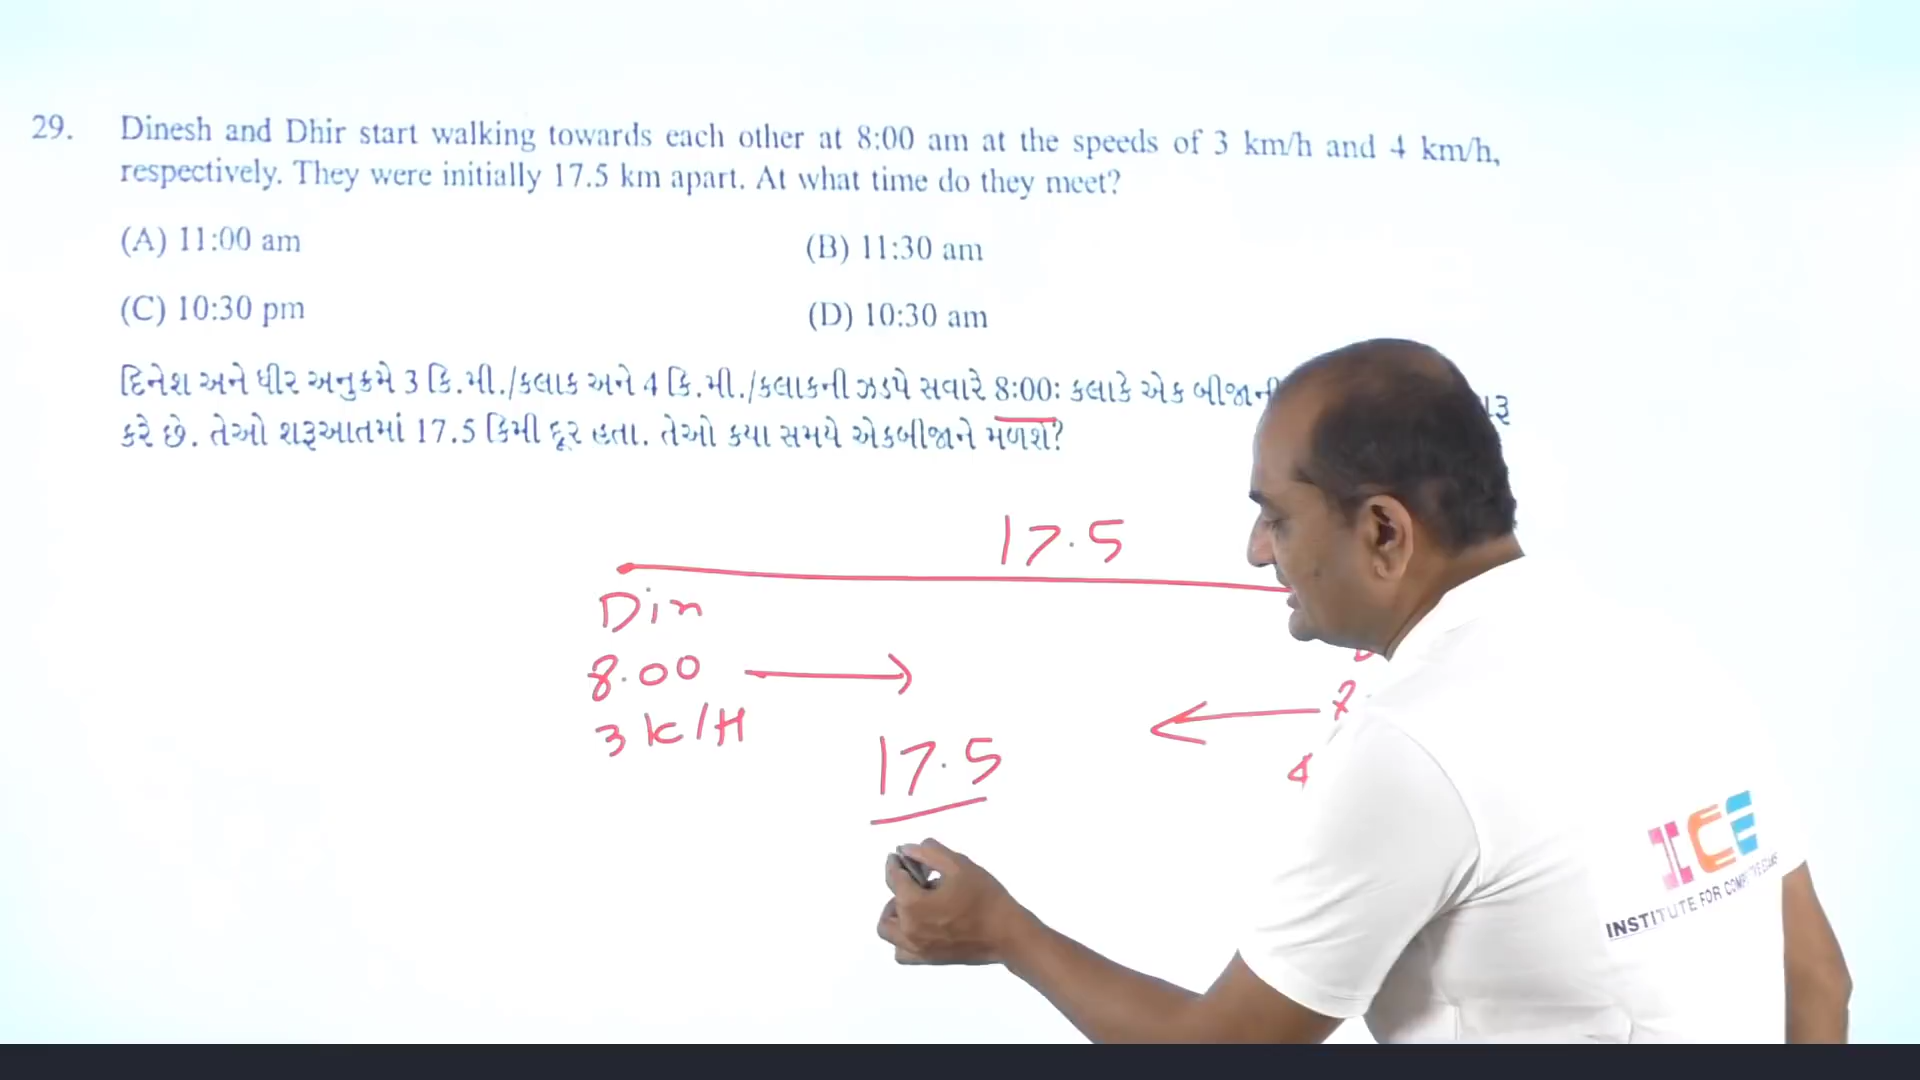 29. Dinesh and Dhir start walking towards each other at 8:00 am at the speeds of 3 km/h and 4 km/h,
respectively. They were initially 17.5 km apart. At what time do they meet?
(A) 11:00 am (B) 11:30 am
(C) 10:30 pm (D) 10:30 am
દિનેશ અને ધીર અનુક્રમે 3 કિ.મી./કલાક અને 4 કિ.મી./કલાકની ઝડપે સવારે 8:00: કલાકે એક બીજાની
કરે છે. તેઓ શરૂઆતમાં 17.5 કિમી દૂર હતા. તેઓ કયા સમયે એકબીજાને મળશે?
17.5
Din
8.00
3 K/H
17.5
4
ICE
INSTITUTE FOR